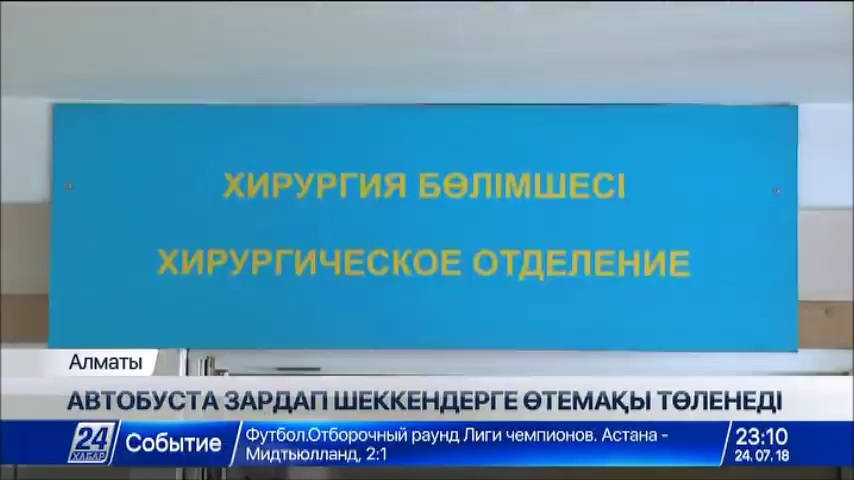 ХИРУРГИЯ БӨЛІМШЕСІ
ХИРУРГИЧЕСКОЕ ОТДЕЛЕНИЕ
Алматы
АВТОБУСТА ЗАРДАП ШЕККЕНДЕРГЕ ӨТЕМАҚЫ ТӨЛЕНЕДІ
24
ХАБАР
Событие
Футбол.Отборочный раунд Лиги чемпионов. Астана -
Мидтьюлланд, 2:1
23:10
24.07.18